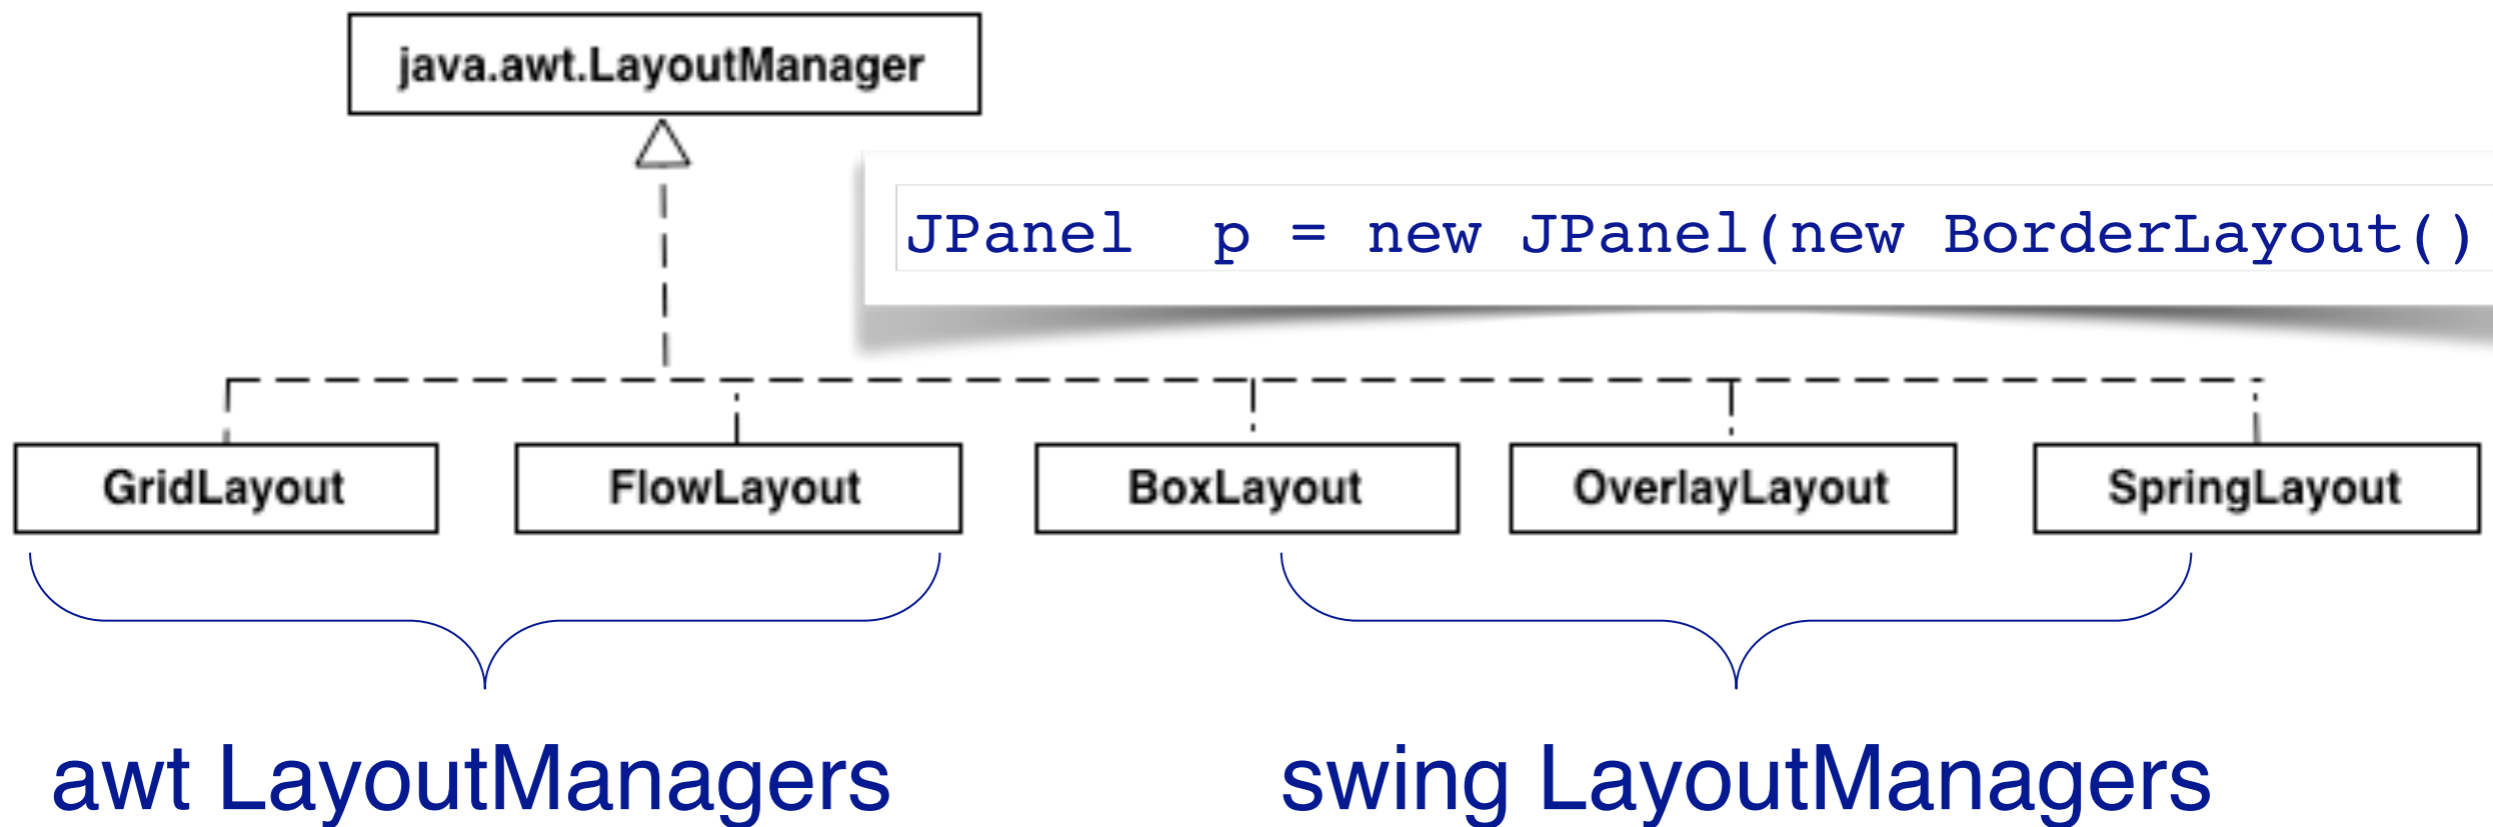 java.awt.LayoutManager
JPanel  p = new JPanel(new BorderLayout()
GridLayout
FlowLayout
BoxLayout
OverlayLayout
SpringLayout
awt LayoutManagers
swing LayoutManagers